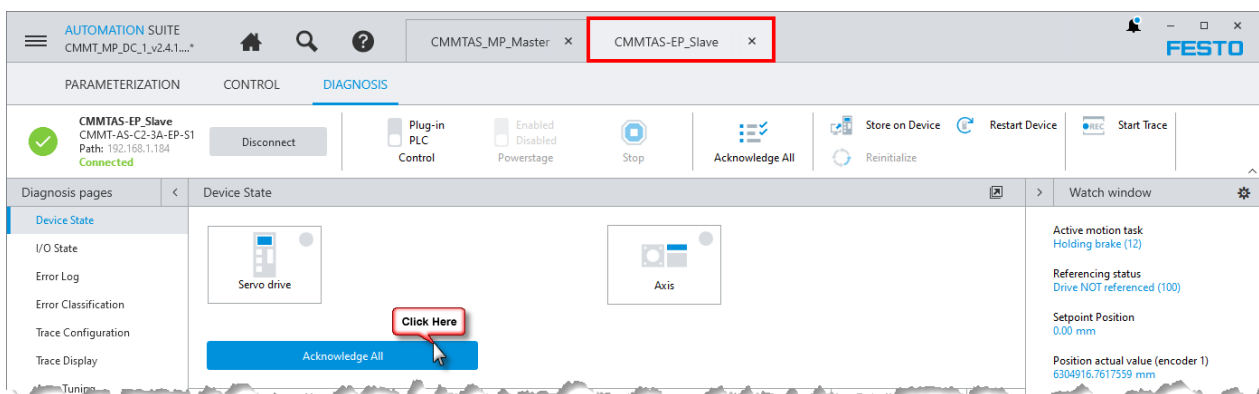 AUTOMATION SUITE
CMMT_MP_DC_1_v2.4.1....*
CMMTAS_MP_Master ×
CMMTAS-EP_Slave ×
FESTO
PARAMETERIZATION CONTROL DIAGNOSIS
CMMTAS-EP_Slave
CMMT-AS-C2-3A-EP-S1
Path: 192.168.1.184
Connected
Disconnect
Plug-in
PLC
Control
Enabled
Disabled
Powerstage
Stop
Acknowledge All
Store on Device
Restart Device
Reinitialize
REC Start Trace
Diagnosis pages
Device State
I/O State
Error Log
Error Classification
Trace Configuration
Trace Display
Device State
Servo drive
Axis
Click Here
Acknowledge All
Watch window
Active motion task
Holding brake (12)
Referencing status
Drive NOT referenced (100)
Setpoint Position
0.00 mm
Position actual value (encoder 1)
6304916.7617559 mm